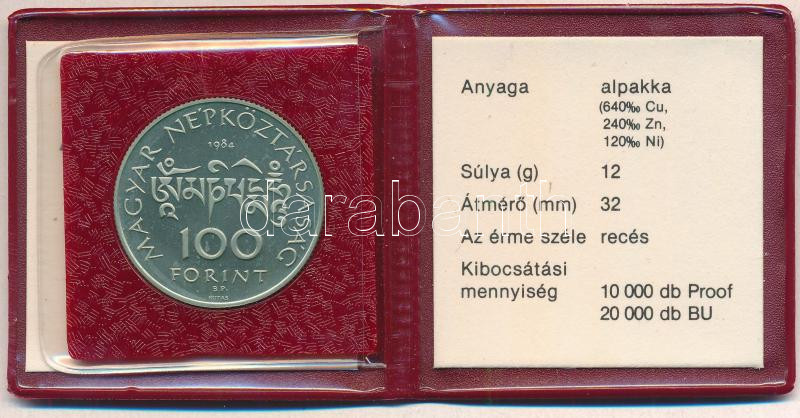 MAGYAR NÉPKÖZTÁRSASÁG
1984
100
FORINT
B.P.
Anyaga alpakka
(640‰ Cu,
240‰ Zn,
120‰ Ni)
Súlya (g) 12
Átmérő (mm) 32
Az érme széle recés
Kibocsátási
mennyiség 10 000 db Proof
20 000 db BU
darabanth